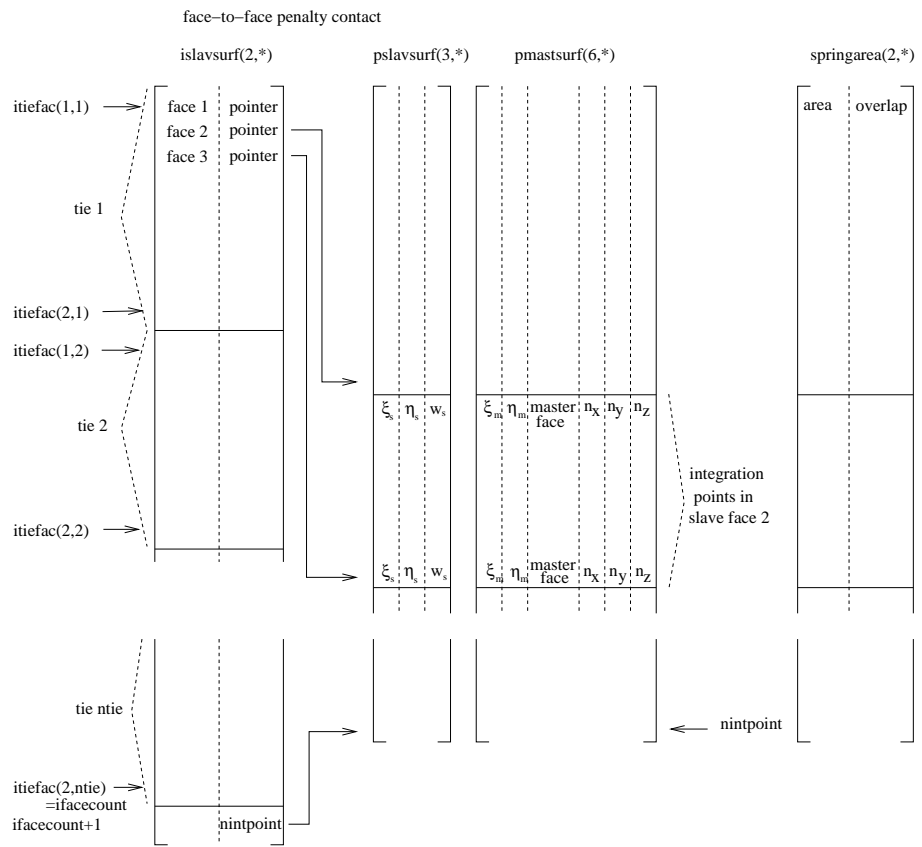 face-to-face penalty contact
islavsurf(2,*) pslavsurf(3,*) pmastsurf(6,*) springarea(2,*)
itiefac(1,1) face 1 pointer area overlap
face 2 pointer
face 3 pointer
tie 1
itiefac(2,1)
itiefac(1,2)
ξs ηs ws ξm ηm master face nx ny nz
tie 2
integration
points in
slave face 2
itiefac(2,2)
ξs ηs ws ξm ηm master face nx ny nz
tie ntie
nintpoint
itiefac(2,ntie)
=ifacecount
ifacecount+1 nintpoint